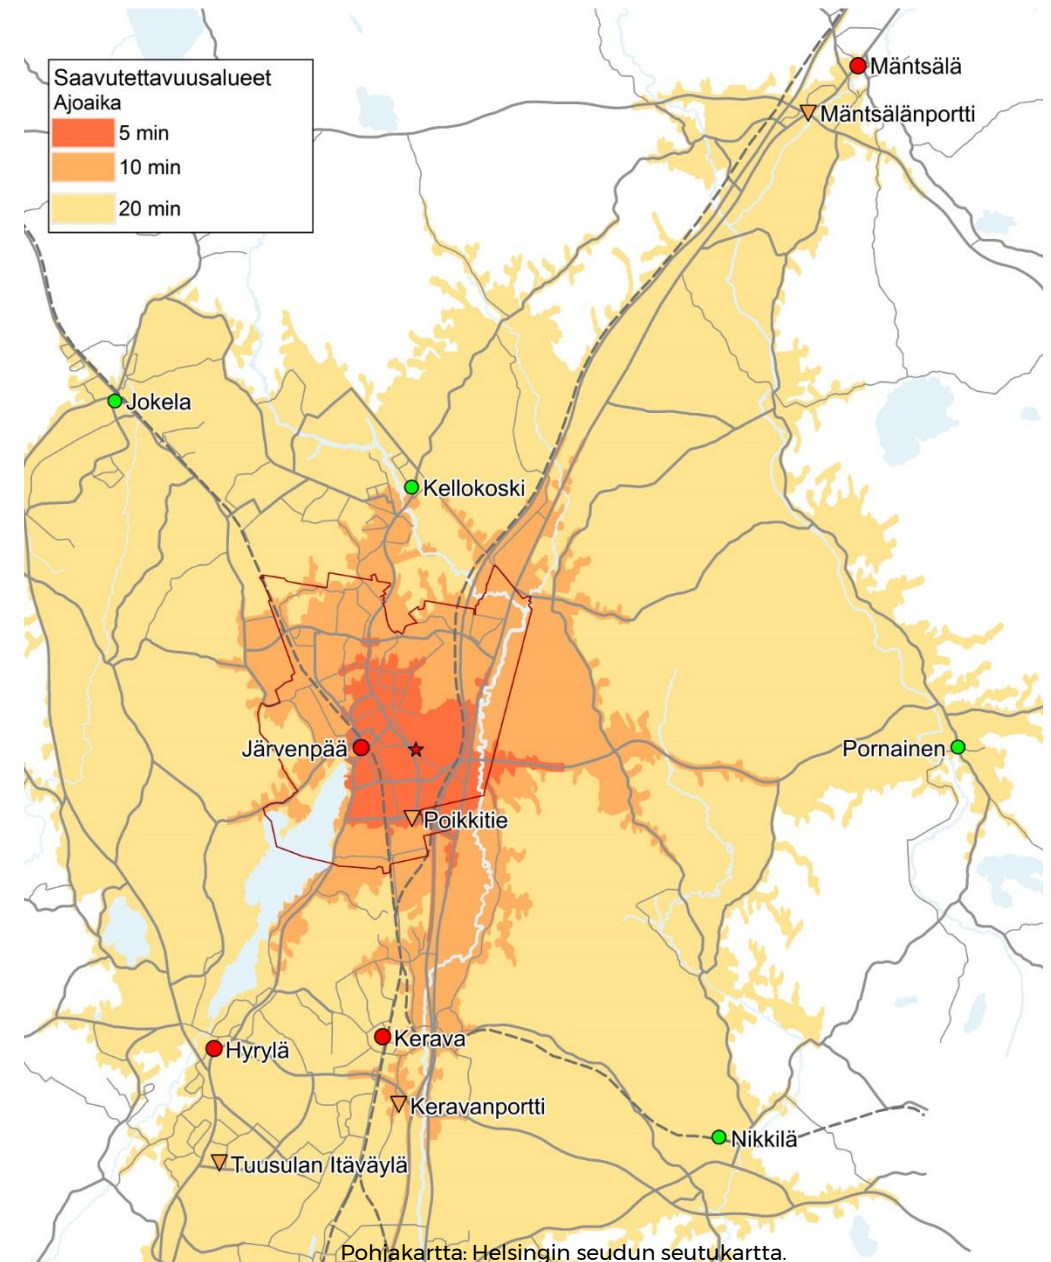 Saavutettavuusalueet
Ajoaika
5 min
10 min
20 min
Mäntsälä
Mäntsälänportti
Jokela
Kellokoski
Järvenpää
Pornainen
Poikkitie
Kerava
Hyrylä
Keravanportti
Nikkilä
Tuusulan Itäväylä
Pohjakartta: Helsingin seudun seutukartta.